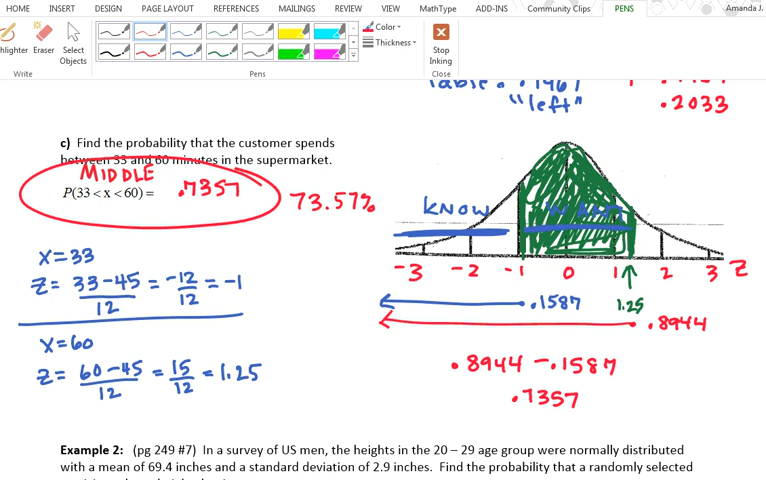 HOME INSERT DESIGN PAGE LAYOUT REFERENCES MAILINGS REVIEW VIEW MathType ADD-INS Community Clips PENS Amanda J.
hlighter Eraser Select Objects
Color
Thickness
Stop Inking
Write Pens Close
"left"
.2033
c) Find the probability that the customer spends
between 33 and 60 minutes in the supermarket.
MIDDLE
P(33 < x < 60) = .7357
73.57%
KNOW WANT
-3 -2 -1 0 1 2 3 Z
1.25
.1587
.8944
X=33
Z = 33-45/12 = -12/12 = -1
X=60
Z = 60-45/12 = 15/12 = 1.25
.8944 - .1587
.7357
Example 2: (pg 249 #7) In a survey of US men, the heights in the 20 – 29 age group were normally distributed
with a mean of 69.4 inches and a standard deviation of 2.9 inches. Find the probability that a randomly selected